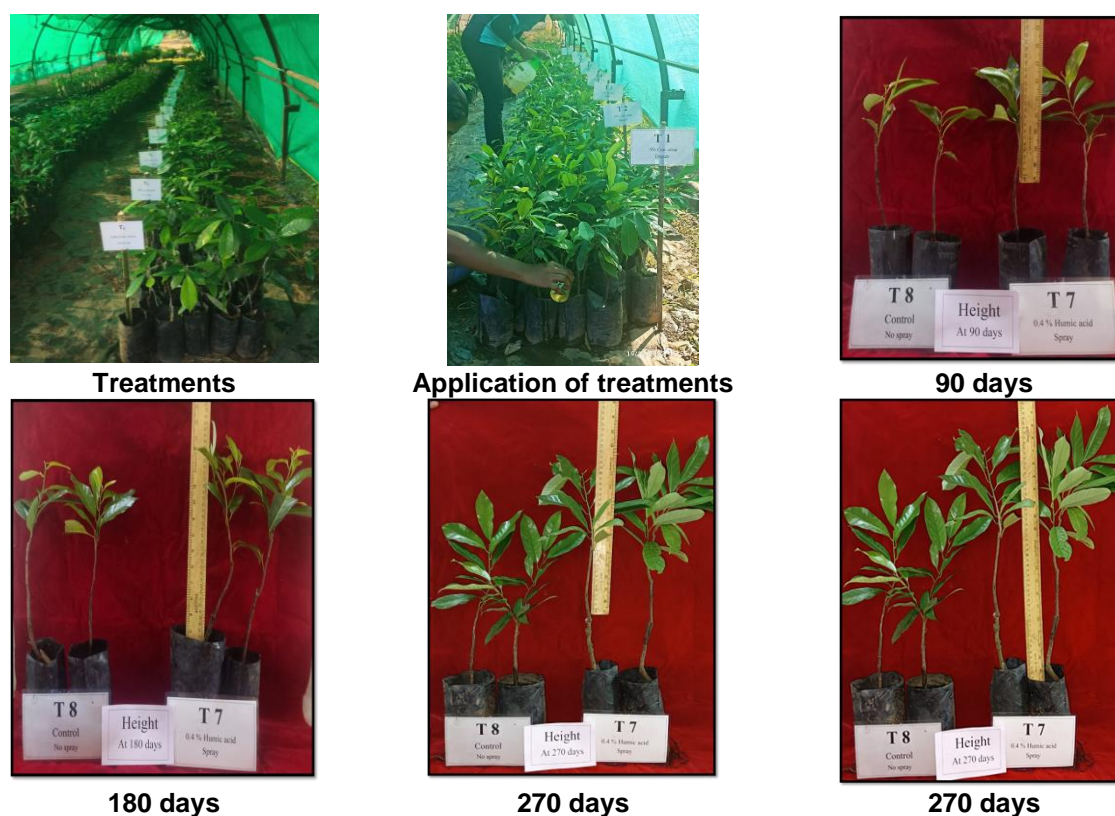 T 2
T 1
T 8
Control
No spray
Height
At 90 days
T 7
0.4 % Humic acid
Spray
Treatments
Application of treatments
90 days
T 8
Control
No spray
Height
At 180 days
T 7
0.4 % Humic acid
Spray
T 8
Control
No spray
Height
At 270 days
T 7
0.4 % Humic acid
Spray
T 8
Control
No spray
Height
At 270 days
T 7
0.4 % Humic acid
Spray
180 days
270 days
270 days